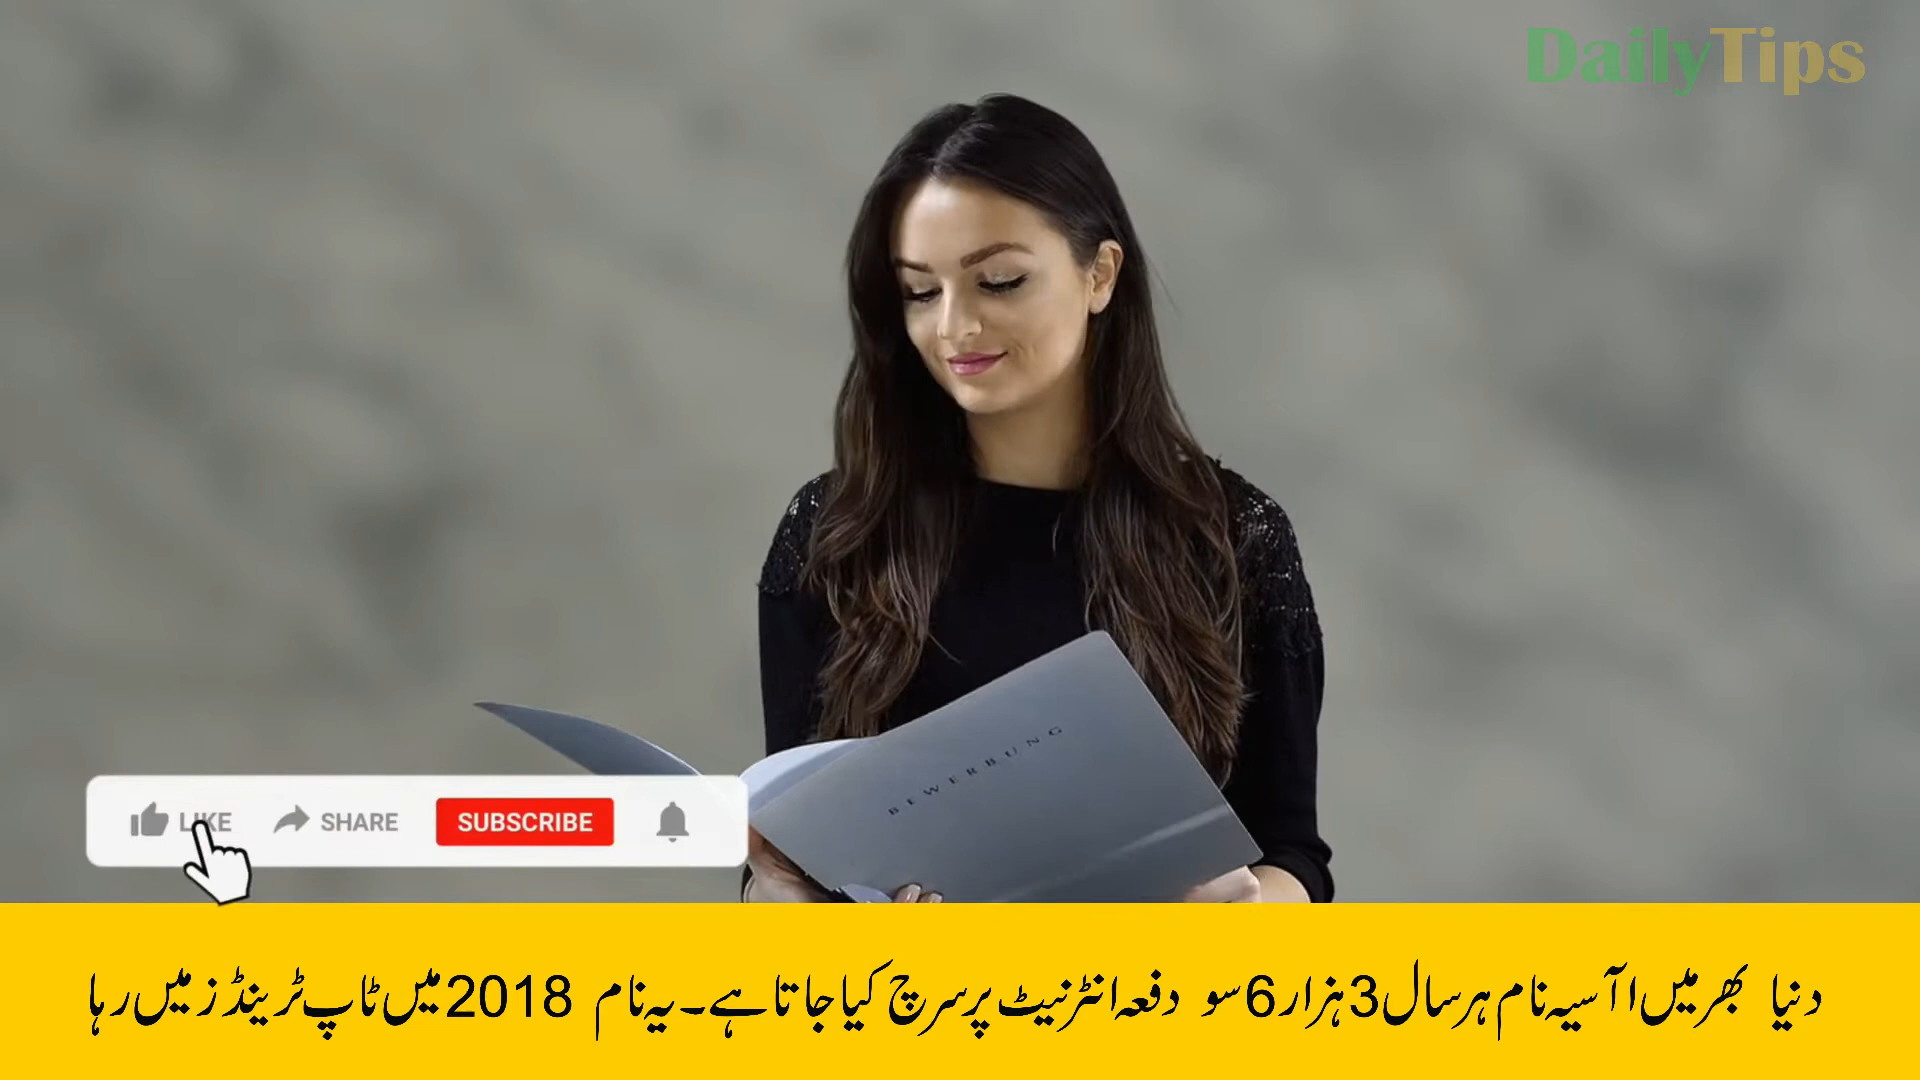 DailyTips
BEWERBUNG
LIKE SHARE SUBSCRIBE
دنیا بھر میں اآسیہ نام ہر سال 3 ہزار 6 سو دفعہ انٹرنیٹ پر سرچ کیا جاتا ہے۔ یہ نام 2018 میں ٹاپ ٹرینڈز میں رہا